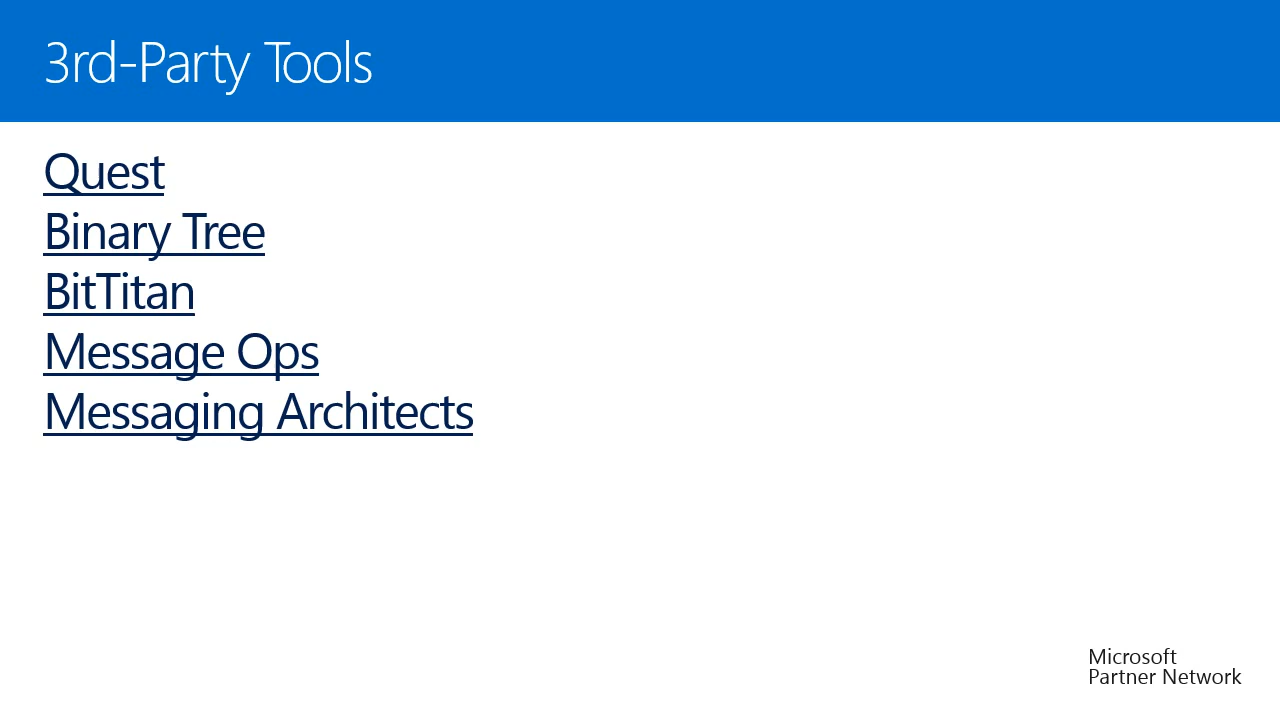 3rd-Party Tools
Quest
Binary Tree
BitTitan
Message Ops
Messaging Architects
Microsoft
Partner Network